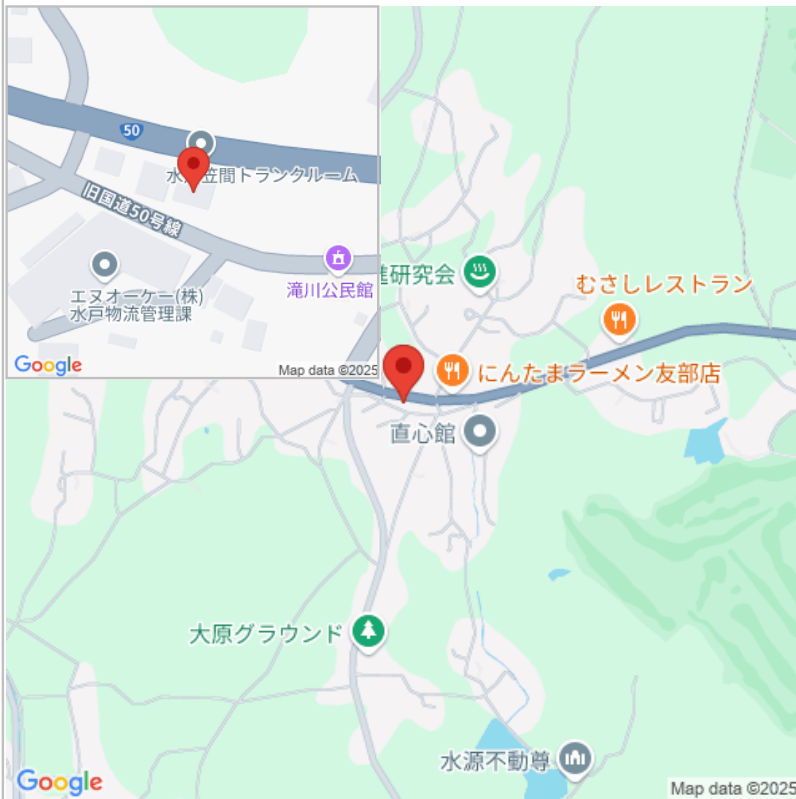 50
水戸笠間トランクルーム
旧国道50号線
エヌオーケー(株)
水戸物流管理課
滝川公民館
Google
Map data ©2025
進研究会
むさしレストラン
にんたまラーメン友部店
直心館
大原グラウンド
水源不動尊
Google
Map data ©2025